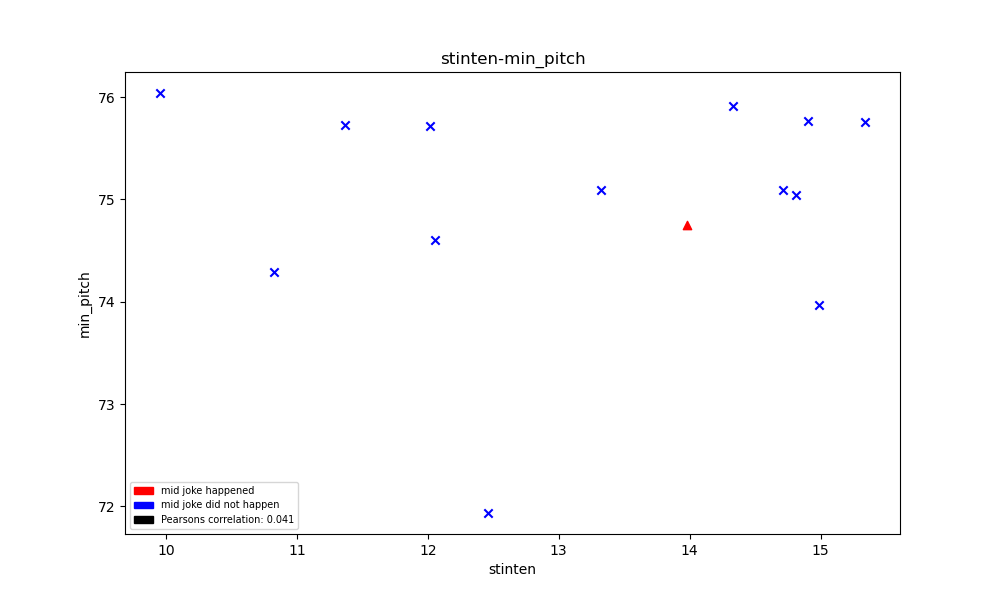 stinten-min_pitch
min_pitch
76
75
74
73
72
mid joke happened
mid joke did not happen
Pearsons correlation: 0.041
10 11 12 13 14 15
stinten